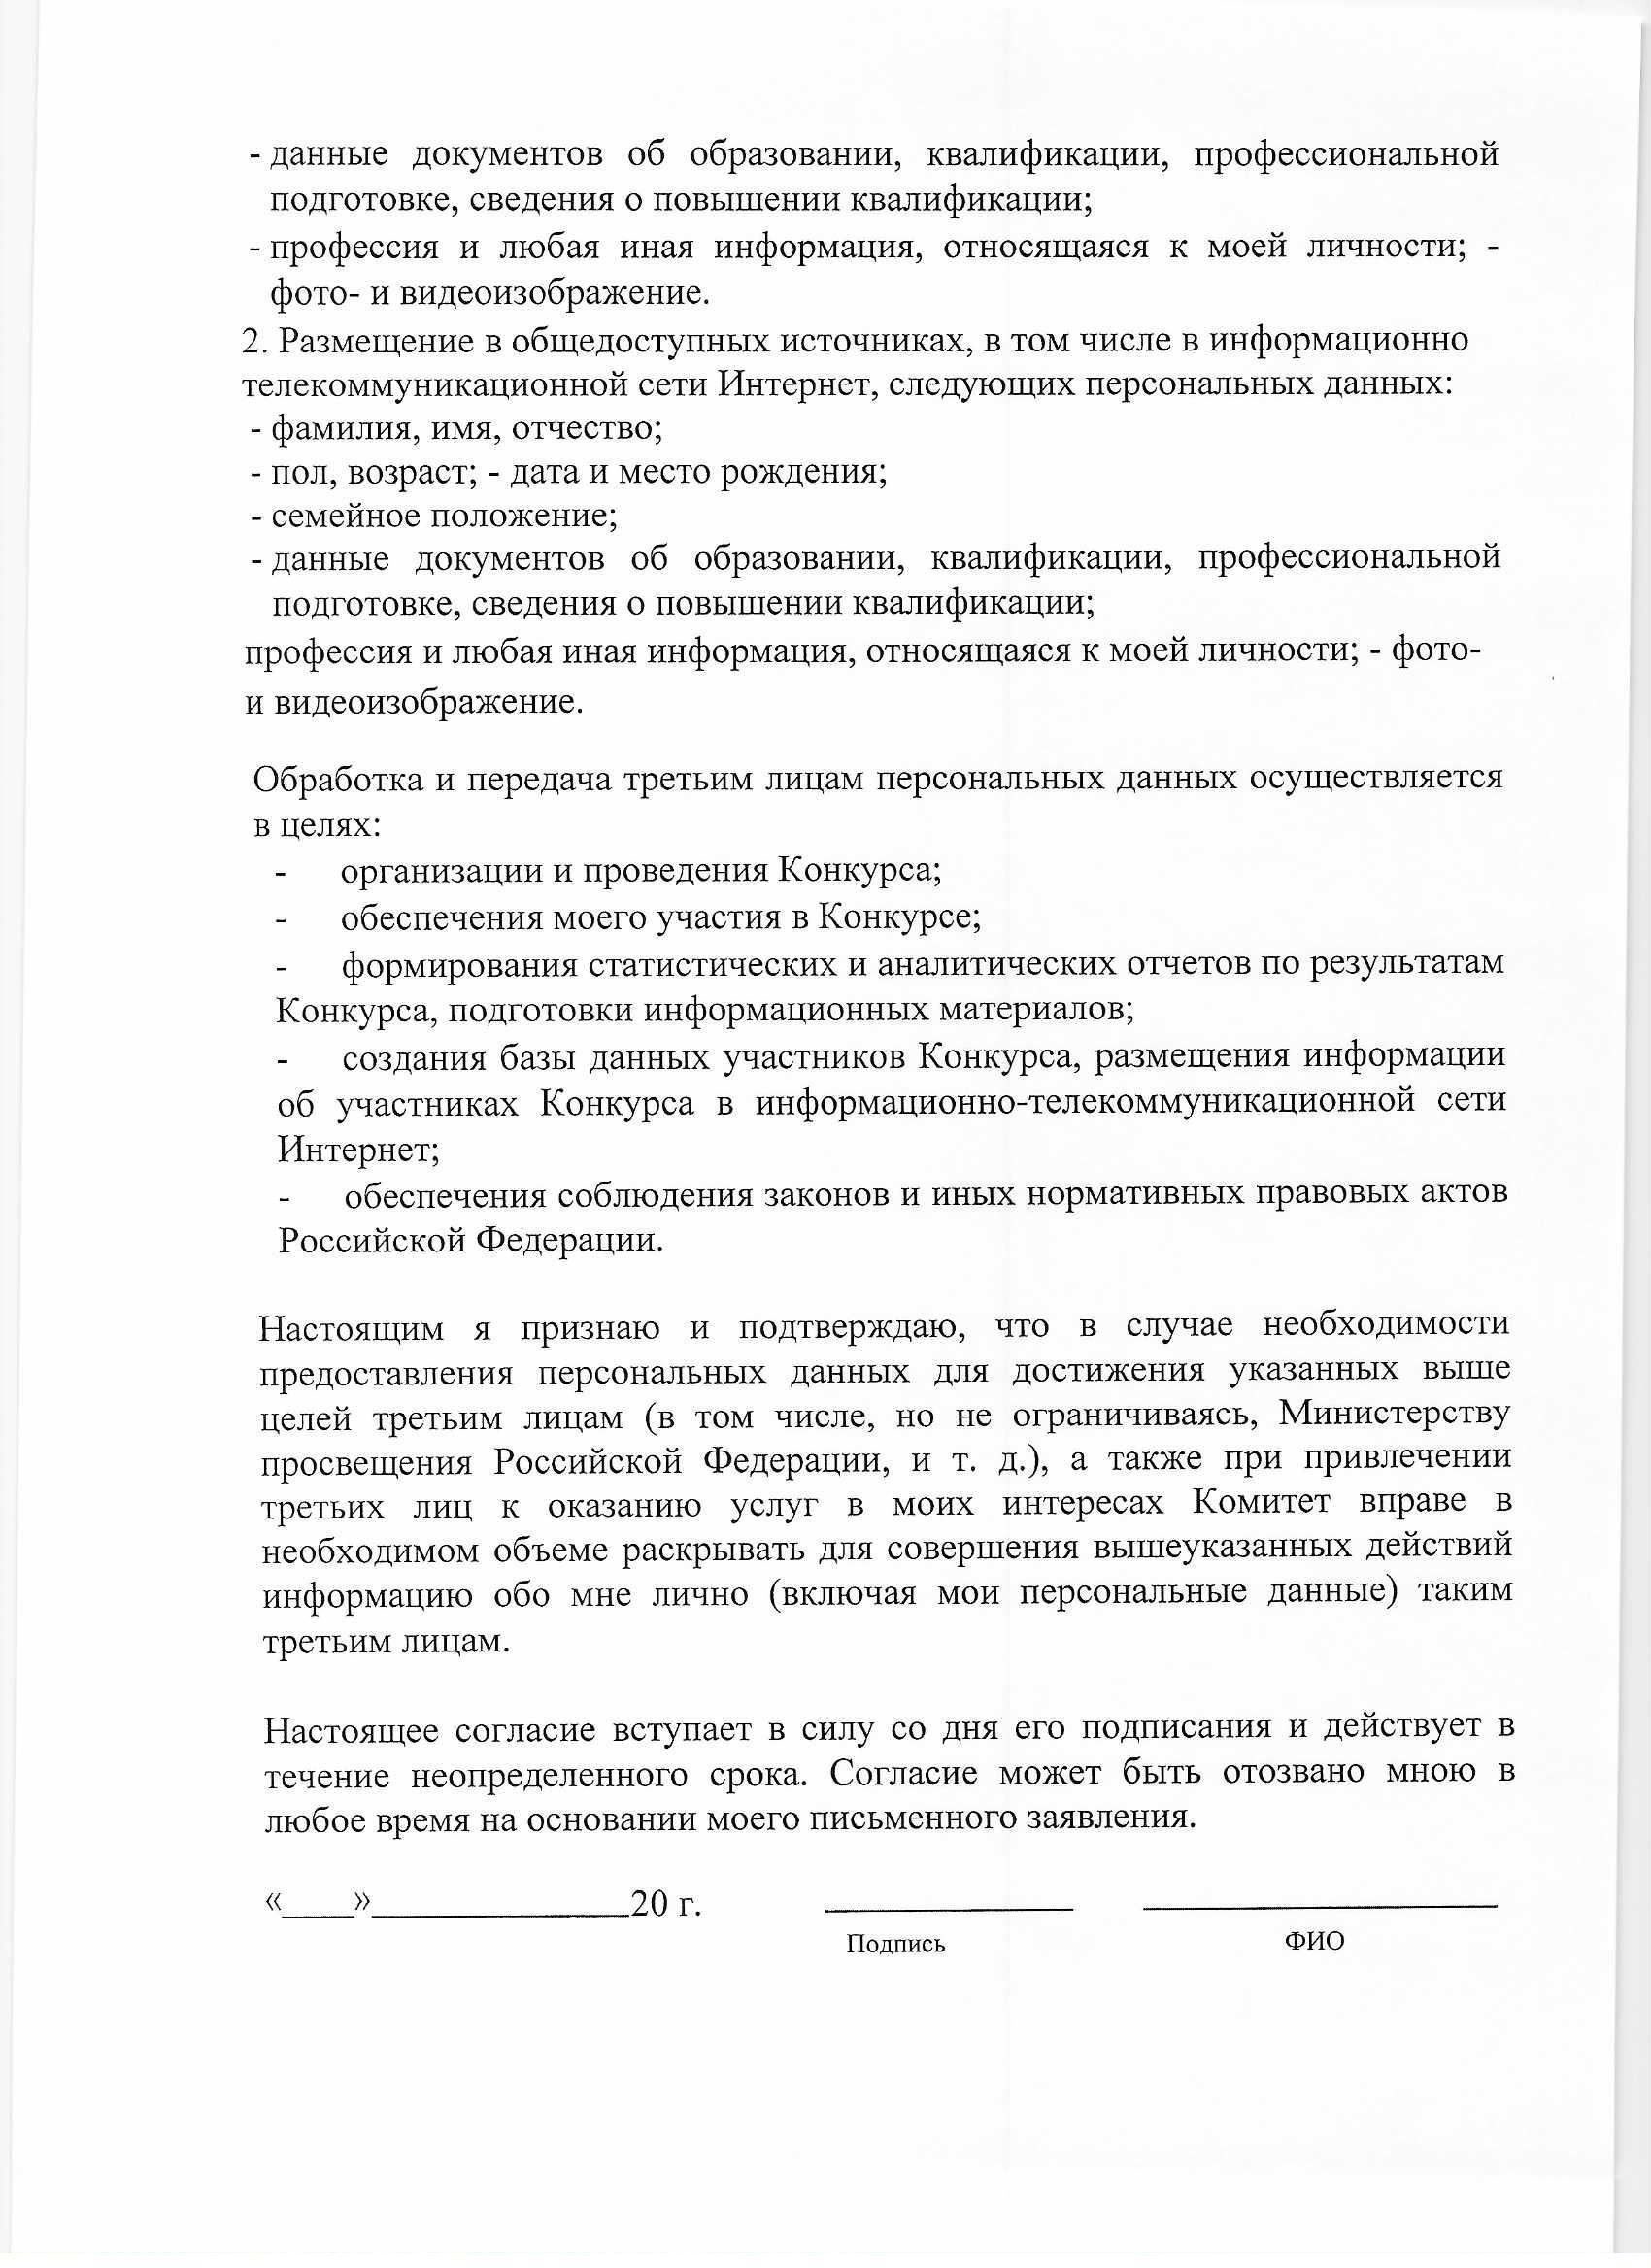 - данные документов об образовании, квалификации, профессиональной
подготовке, сведения о повышении квалификации;
- профессия и любая иная информация, относящаяся к моей личности; -
фото- и видеоизображение.
2. Размещение в общедоступных источниках, в том числе в информационно
телекоммуникационной сети Интернет, следующих персональных данных:
- фамилия, имя, отчество;
- пол, возраст; - дата и место рождения;
- семейное положение;
- данные документов об образовании, квалификации, профессиональной
подготовке, сведения о повышении квалификации;
профессия и любая иная информация, относящаяся к моей личности; - фото-
и видеоизображение.
Обработка и передача третьим лицам персональных данных осуществляется
в целях:
- организации и проведения Конкурса;
- обеспечения моего участия в Конкурсе;
- формирования статистических и аналитических отчетов по результатам
Конкурса, подготовки информационных материалов;
- создания базы данных участников Конкурса, размещения информации
об участниках Конкурса в информационно-телекоммуникационной сети
Интернет;
- обеспечения соблюдения законов и иных нормативных правовых актов
Российской Федерации.
Настоящим я признаю и подтверждаю, что в случае необходимости
предоставления персональных данных для достижения указанных выше
целей третьим лицам (в том числе, но не ограничиваясь, Министерству
просвещения Российской Федерации, и т. д.), а также при привлечении
третьих лиц к оказанию услуг в моих интересах Комитет вправе в
необходимом объеме раскрывать для совершения вышеуказанных действий
информацию обо мне лично (включая мои персональные данные) таким
третьим лицам.
Настоящее согласие вступает в силу со дня его подписания и действует в
течение неопределенного срока. Согласие может быть отозвано мною в
любое время на основании моего письменного заявления.
«____»______________20 г. _____________ ___________________
Подпись ФИО